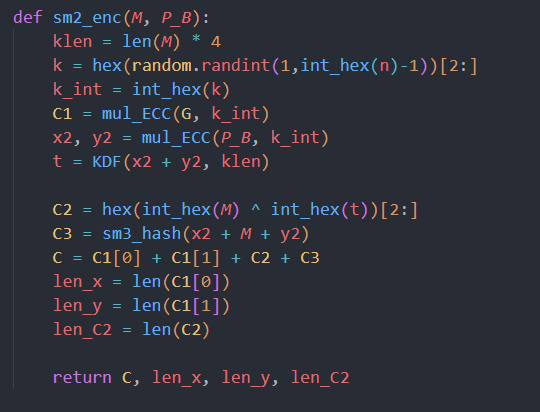 def sm2_enc(M, P_B):
    klen = len(M) * 4
    k = hex(random.randint(1,int_hex(n)-1))[2:]
    k_int = int_hex(k)
    C1 = mul_ECC(G, k_int)
    x2, y2 = mul_ECC(P_B, k_int)
    t = KDF(x2 + y2, klen)

    C2 = hex(int_hex(M) ^ int_hex(t))[2:]
    C3 = sm3_hash(x2 + M + y2)
    C = C1[0] + C1[1] + C2 + C3
    len_x = len(C1[0])
    len_y = len(C1[1])
    len_C2 = len(C2)

    return C, len_x, len_y, len_C2